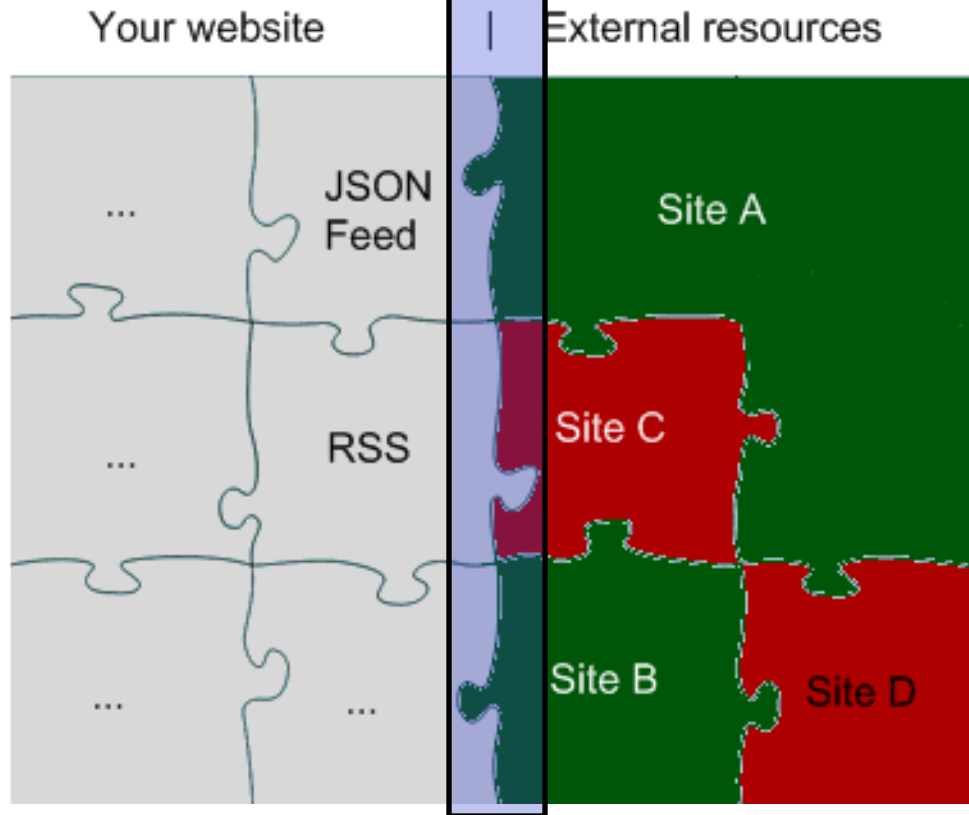 Your website | External resources
...
JSON
Feed
Site A
...
RSS
Site C
...
...
Site B
Site D